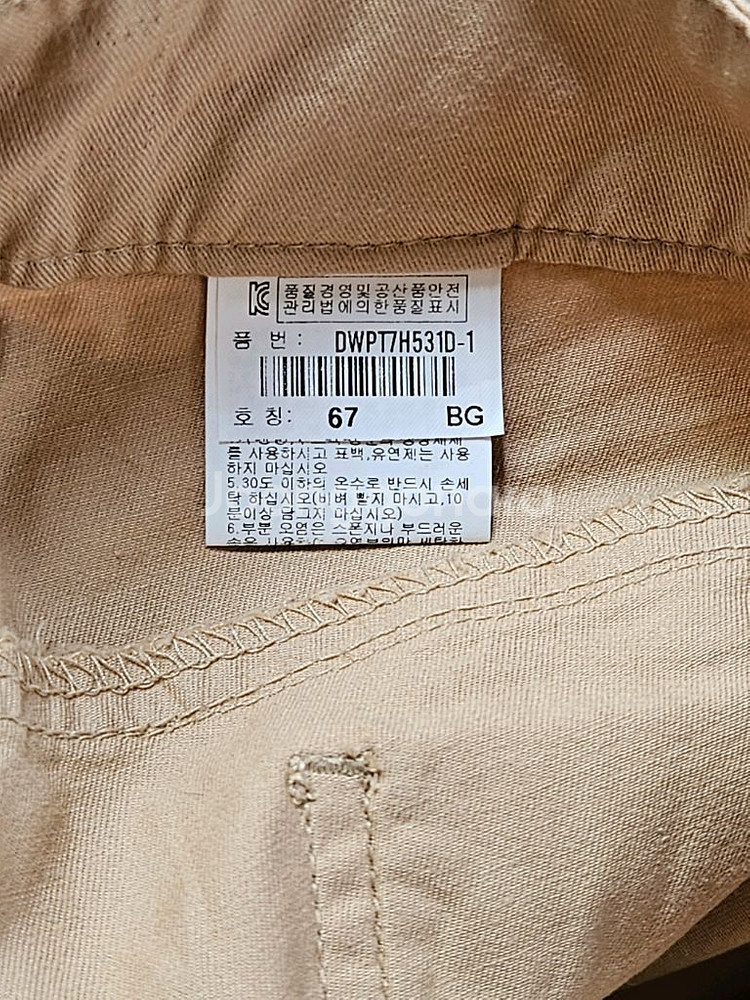 품질경영및공산품안전
관리법에의한품질표시
품 번: DWPT7H531D-1
호 칭: 67 BG
를 사용하시고 표백,유연제는 사용
하지 마십시오
5.30도 이하의 온수로 반드시 손세
탁 하십시오(비벼 빨지 마시고,10
분이상 담그지 마십시오)
6.부분 오염은 스폰지나 부드러운